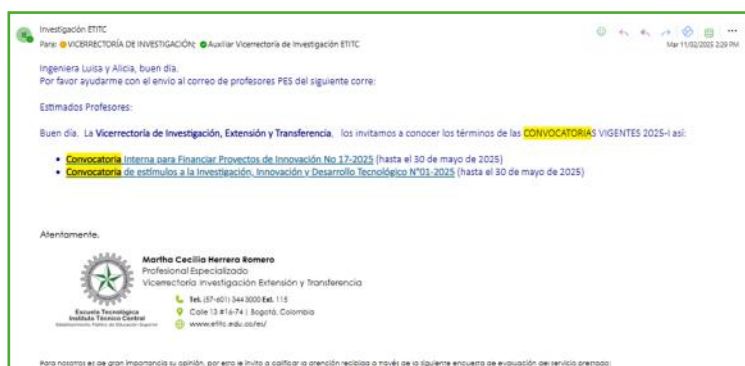 Investigación ETITC
Para: VICERRECTORÍA DE INVESTIGACIÓN; Auxiliar Vicerrectoría de Investigación ETITC
Mar 11/02/2025 2:29 PM
Ingeniera Luisa y Alicia, buen día.
Por favor ayudarme con el envío al correo de profesores PES del siguiente corre:
Estimados Profesores:
Buen día. La Vicerrectoría de Investigación, Extensión y Transferencia, los invitamos a conocer los términos de las CONVOCATORIAS VIGENTES 2025-I así:
• Convocatoria Interna para Financiar Proyectos de Innovación No 17-2025 (hasta el 30 de mayo de 2025)
• Convocatoria de estímulos a la Investigación, Innovación y Desarrollo Tecnológico N°01-2025 (hasta el 30 de mayo de 2025)
Atentamente,
Martha Cecilia Herrera Romero
Profesional Especializado
Vicerrectoría Investigación Extensión y Transferencia
Tel. (57-601) 344 3000 Ext. 115
Calle 13 #16-74 | Bogotá, Colombia
www.etitc.edu.co/es/
Escuela Tecnológica
Instituto Técnico Central
Establecimiento Público de Educación Superior
Para nosotros es de gran importancia su opinión, por esto le invito a calificar la atención recibida a través de la siguiente encuesta de evaluación del servicio prestado: